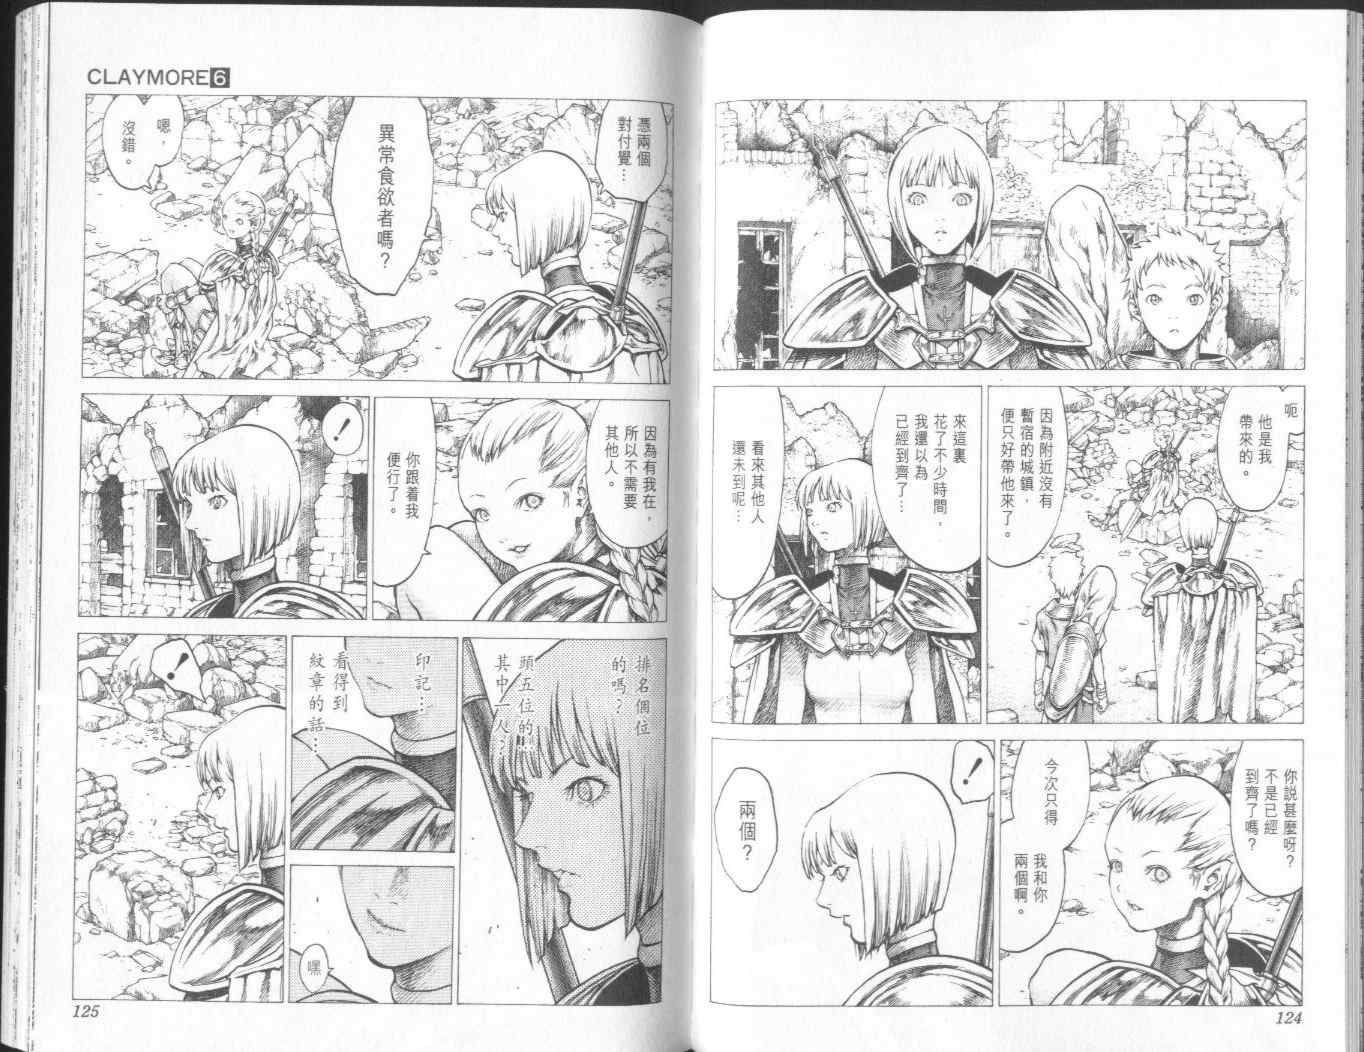 呃
他是我
帶來的。
因為附近沒有
暫宿的城鎮，
便只好帶他來了。
來這裏
花了不少時間，
我還以為
已經到齊了…
看來其他人
還未到呢…
你説甚麼呀？
不是已經
到齊了嗎？
今次只得
我和你
兩個啊。
！
兩個？
124
CLAYMORE6
憑兩個
對付覺…
異常食欲者嗎？
嗯，
沒錯。
因為有我在，
所以不需要
其他人。
你跟着我
便行了。
！
排名個位
的嗎？
頭五位的
其中一人？
印記…
看得到
紋章的話…
嘿
！
125